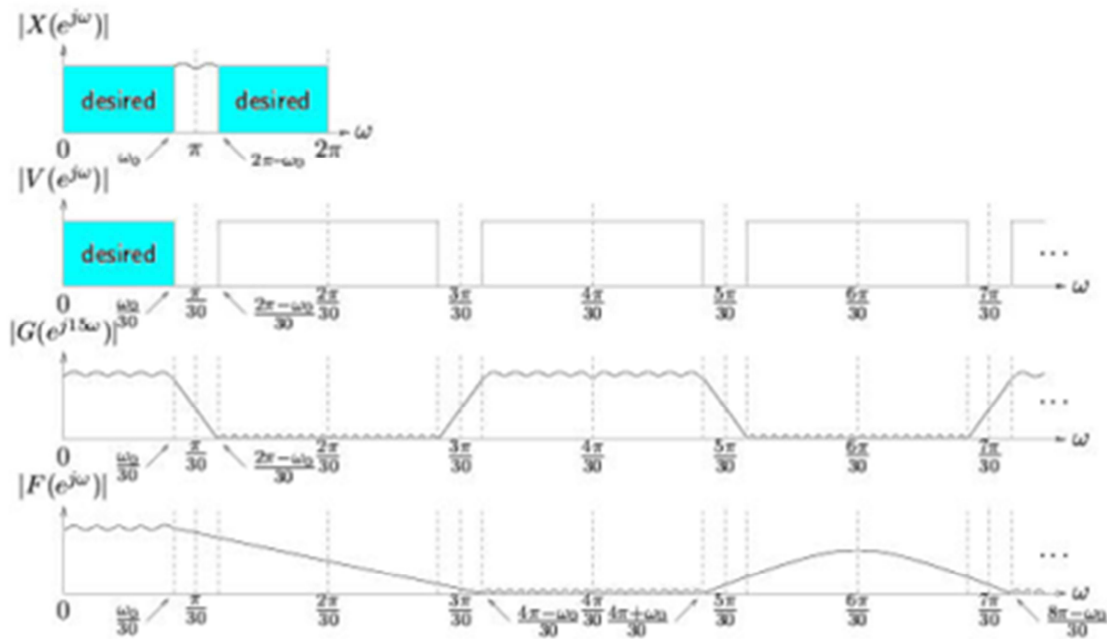 |X(e^{jω})|
desired desired
0 ω₀ π 2π-ω₀ 2π ω
|V(e^{jω})|
desired
0 ω₀/30 π/30 (2π-ω₀)/30 2π/30 3π/30 4π/30 5π/30 6π/30 7π/30 ω
...
|G(e^{j15ω})|
...
0 ω₀/30 π/30 (2π-ω₀)/30 2π/30 3π/30 4π/30 5π/30 6π/30 7π/30 ω
|F(e^{jω})|
...
0 ω₀/30 π/30 2π/30 3π/30 (4π-ω₀)/30 4π/30 (4π+ω₀)/30 5π/30 6π/30 7π/30 (8π-ω₀)/30 ω